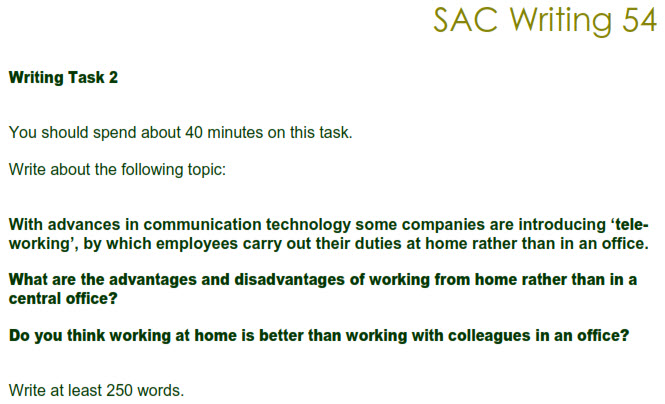 SAC Writing 54
Writing Task 2
You should spend about 40 minutes on this task.
Write about the following topic:
With advances in communication technology some companies are introducing ‘tele-
working’, by which employees carry out their duties at home rather than in an office.
What are the advantages and disadvantages of working from home rather than in a
central office?
Do you think working at home is better than working with colleagues in an office?
Write at least 250 words.